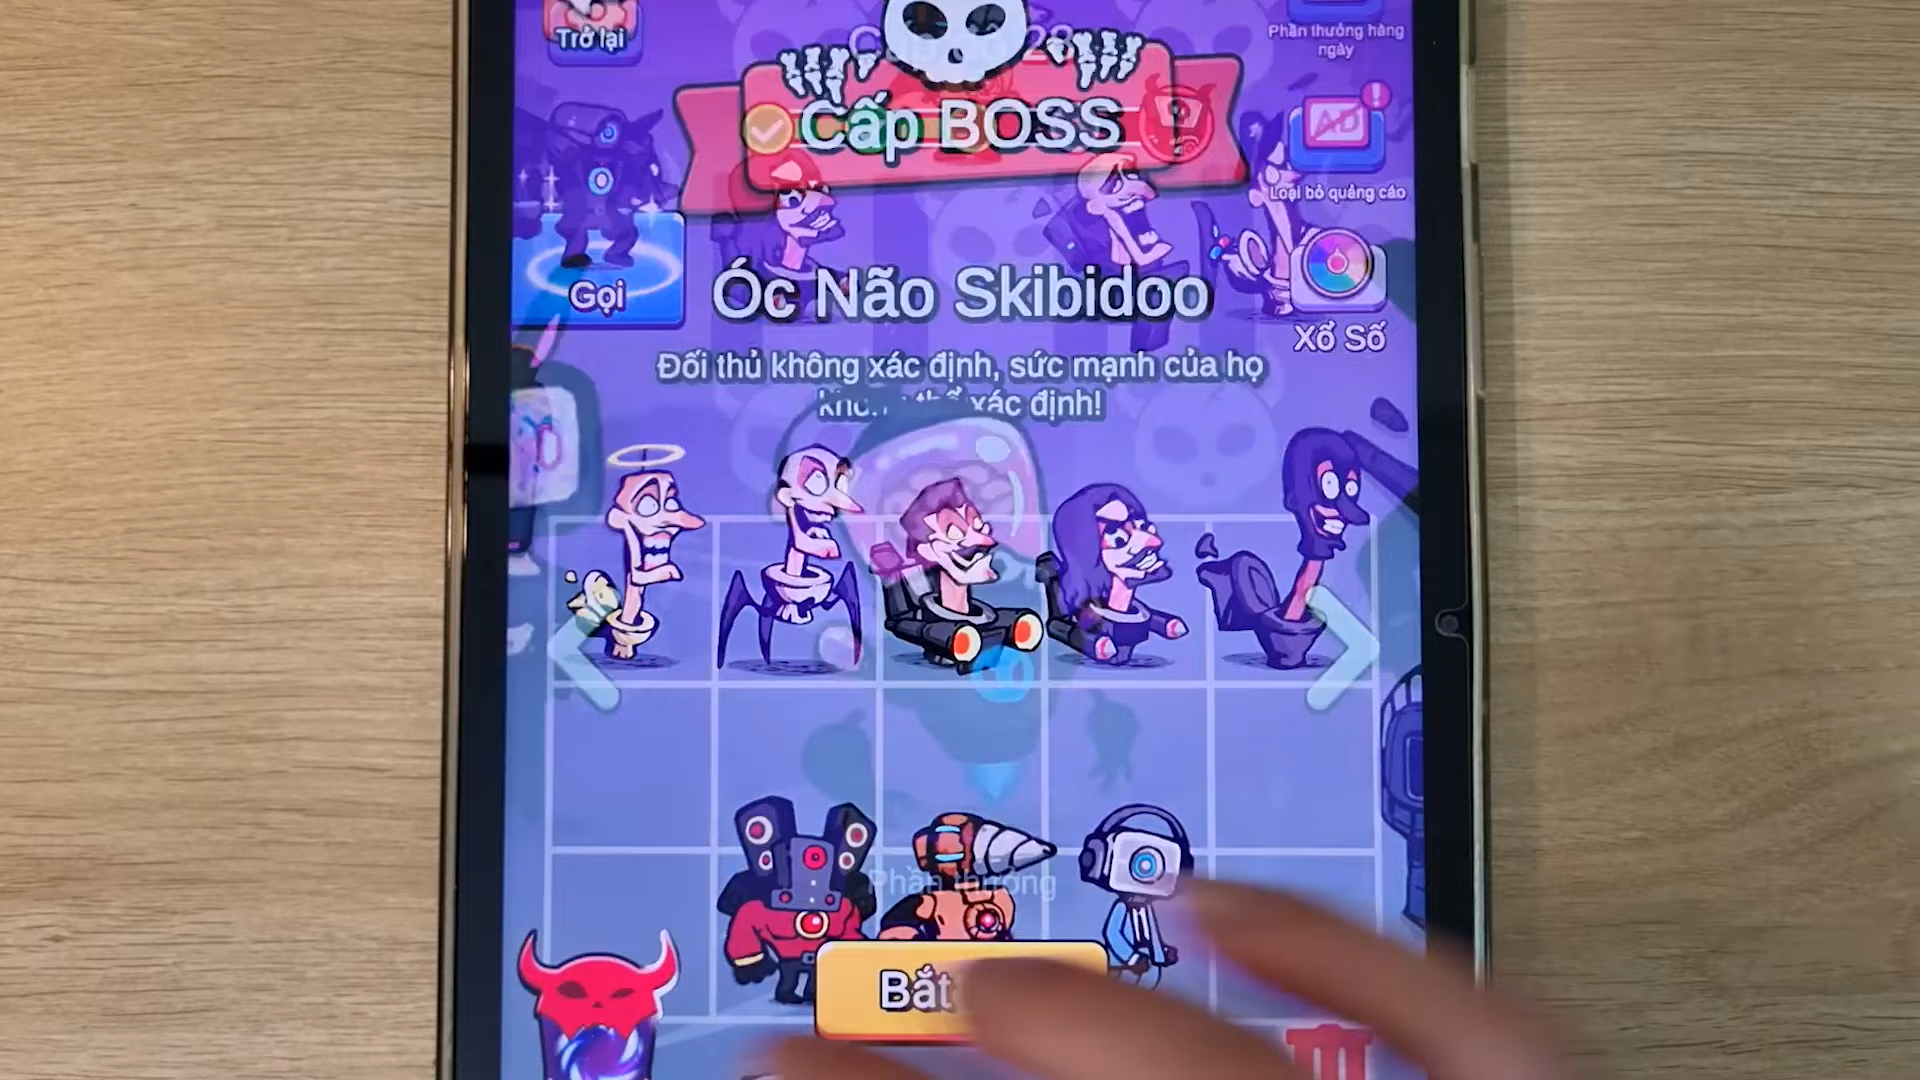 Trở lại
Phần thưởng hàng
ngày
Cấp BOSS
AD
Loại bỏ quảng cáo
Gọi
Óc Não Skibidoo
Xổ Số
Đối thủ không xác định, sức mạnh của họ
xác định!
Phần thưởng
Bắt